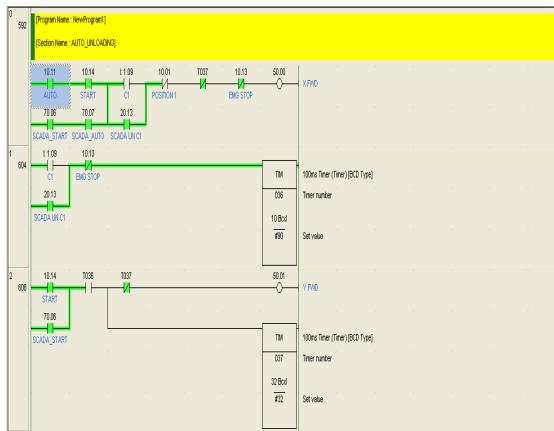 0
592
[Program Name : NewProgram1]
[Section Name : AUTO_UNLOADING]
10.11 10.14 I: 1.09 10.01 T037 10.13 50.00
X FWD
AUTO START C1 POSITION 1 EMG STOP
70.06 70.07 20.13
SCADA_START SCADA_AUTO SCADA UN C1
1
604
I: 1.09 10.13
C1 EMG STOP
TIM
100ms Timer (Timer) [BCD Type]
20.13
SCADA UN C1
036
Timer number
10 Bcd
#90
Set value
2
608
10.14 T036 T037 50.01
Y FWD
START
70.06
SCADA_START
TIM
100ms Timer (Timer) [BCD Type]
037
Timer number
32 Bcd
#32
Set value